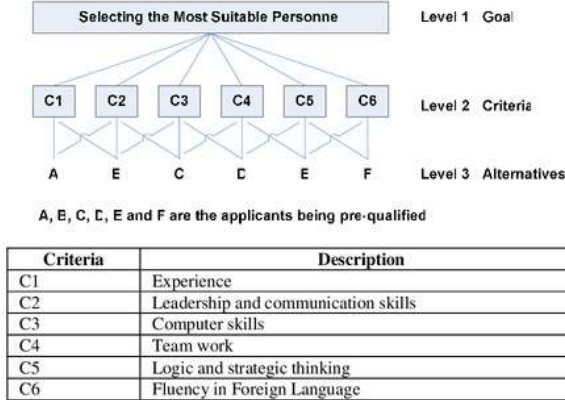 Selecting the Most Suitable Personne
Level 1 Goal
C1 C2 C3 C4 C5 C6
Level 2 Criteria
A E C D E F
Level 3 Alternatives
A, B, C, D, E and F are the applicants being pre-qualified
Criteria Description
C1 Experience
C2 Leadership and communication skills
C3 Computer skills
C4 Team work
C5 Logic and strategic thinking
C6 Fluency in Foreign Language